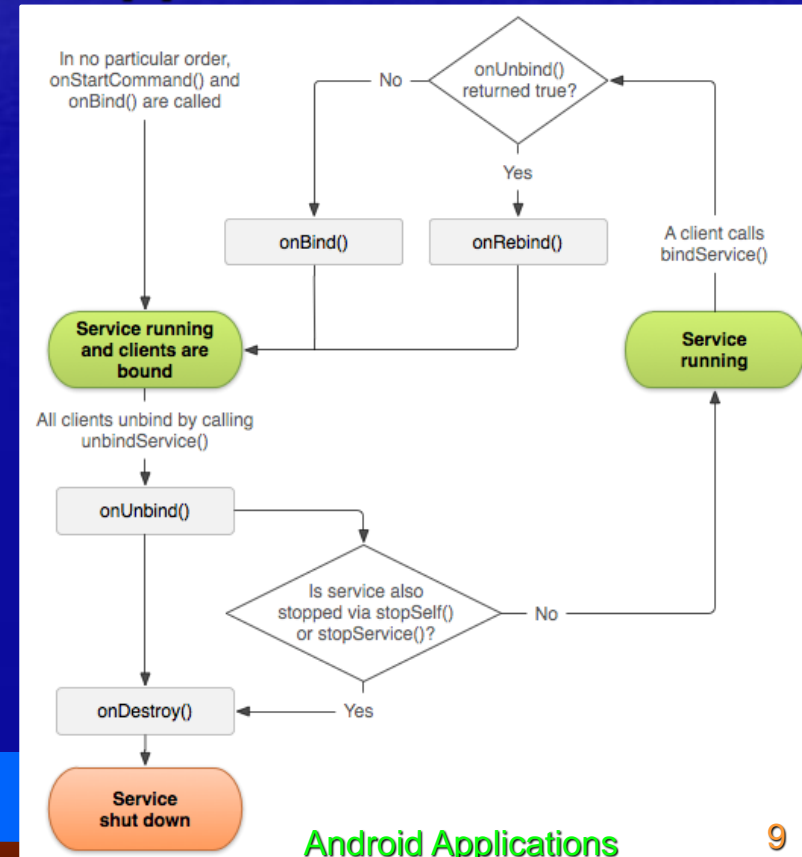 In no particular order,
onStartCommand() and
onBind() are called
onUnbind()
returned true?
No
Yes
onBind()
onRebind()
A client calls
bindService()
Service running
and clients are
bound
Service
running
All clients unbind by calling
unbindService()
onUnbind()
Is service also
stopped via stopSelf()
or stopService()?
No
Yes
onDestroy()
Service
shut down
Android Applications
9